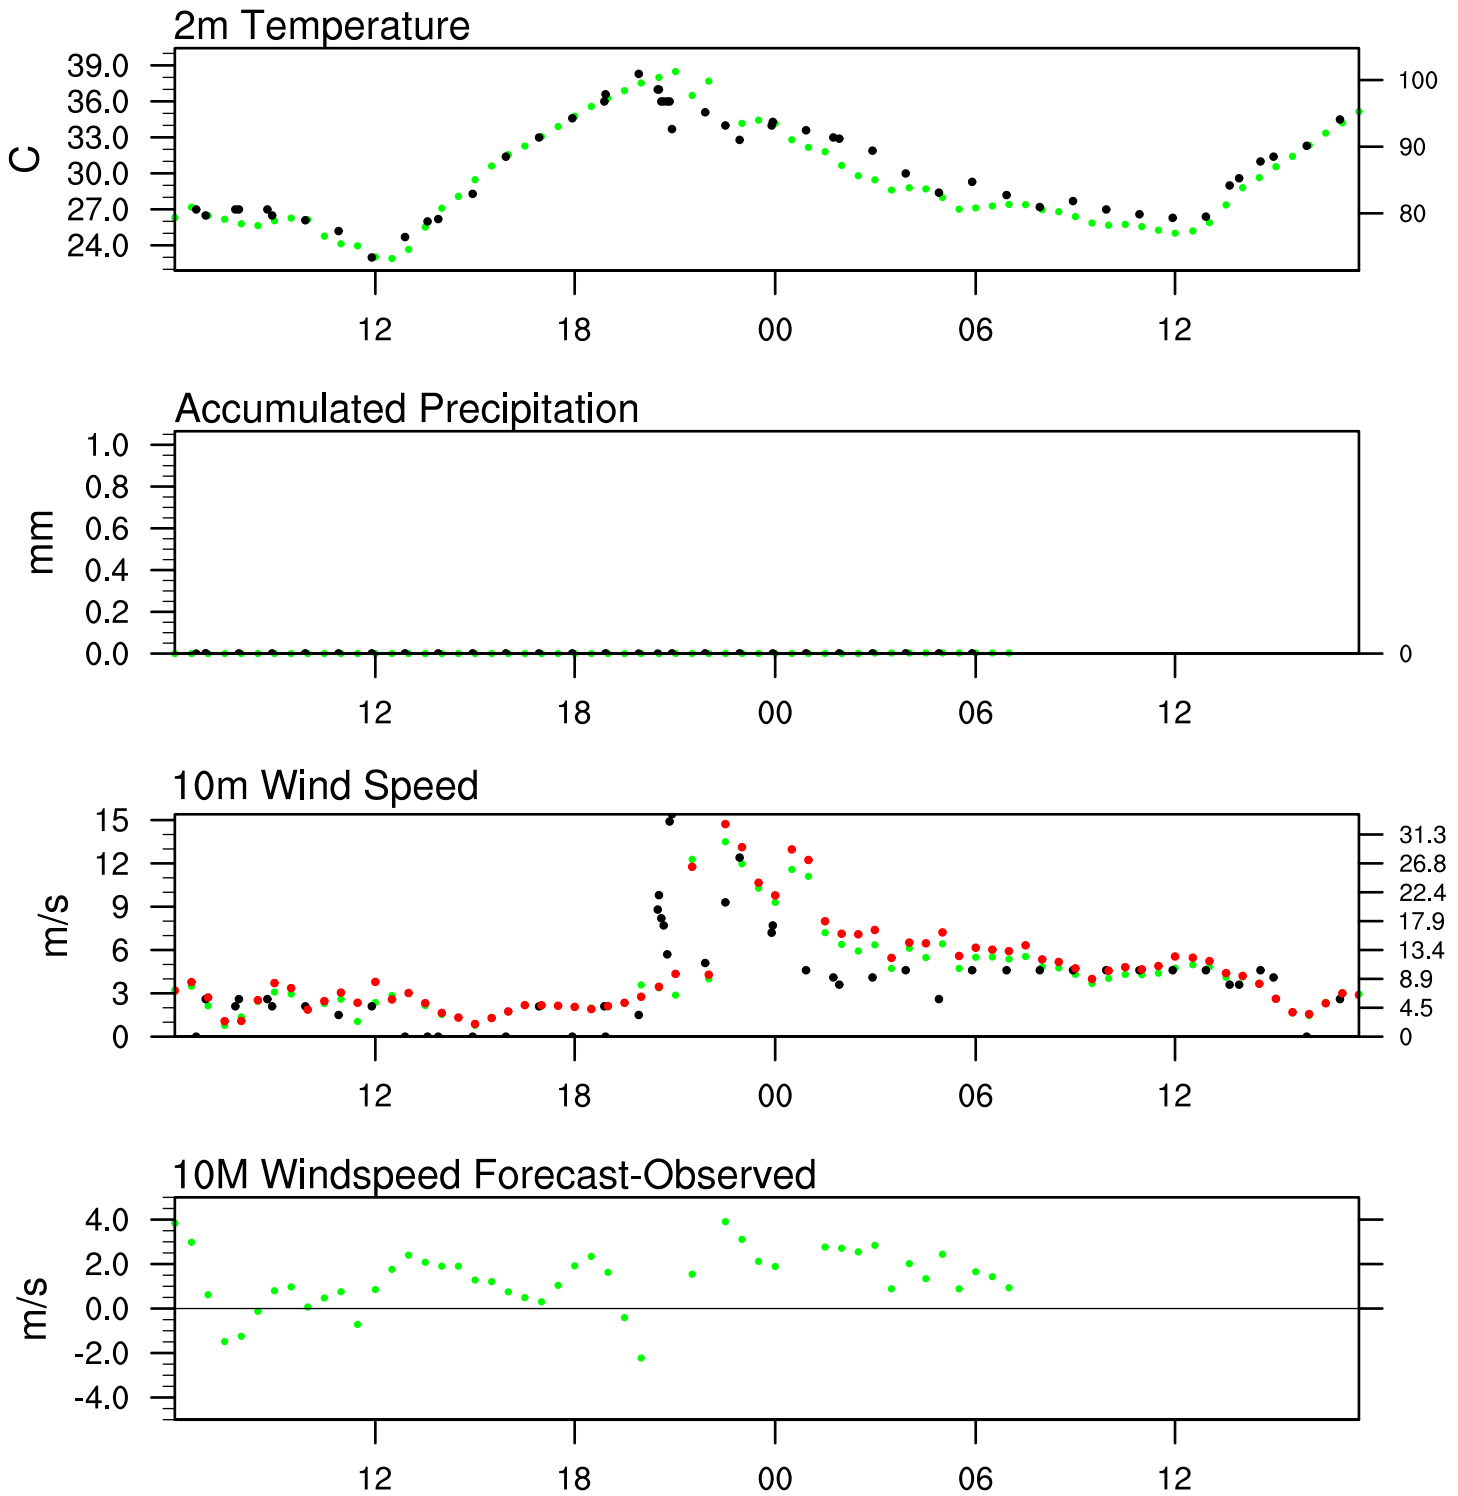 2m Temperature
39.0
36.0
33.0
30.0
27.0
24.0
C
100
90
80
12 18 00 06 12
Accumulated Precipitation
1.0
0.8
0.6
0.4
0.2
0.0
mm
0
12 18 00 06 12
10m Wind Speed
15
12
9
6
3
0
m/s
31.3
26.8
22.4
17.9
13.4
8.9
4.5
0
12 18 00 06 12
10M Windspeed Forecast-Observed
4.0
2.0
0.0
-2.0
-4.0
m/s
12 18 00 06 12